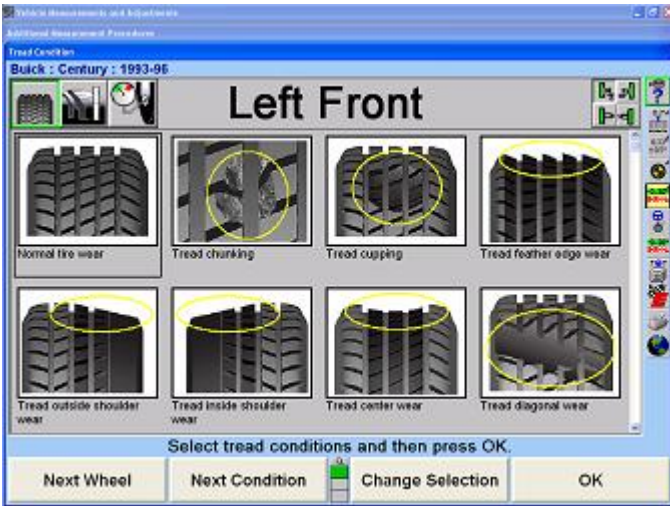 Vehicle Measurements and Adjustments
Additional Measurement Procedures
Tread Condition
Buick : Century : 1993-96
Left Front
Normal tire wear
Tread chunking
Tread cupping
Tread feather edge wear
Tread outside shoulder
wear
Tread inside shoulder
wear
Tread center wear
Tread diagonal wear
Select tread conditions and then press OK.
Next Wheel
Next Condition
Change Selection
OK